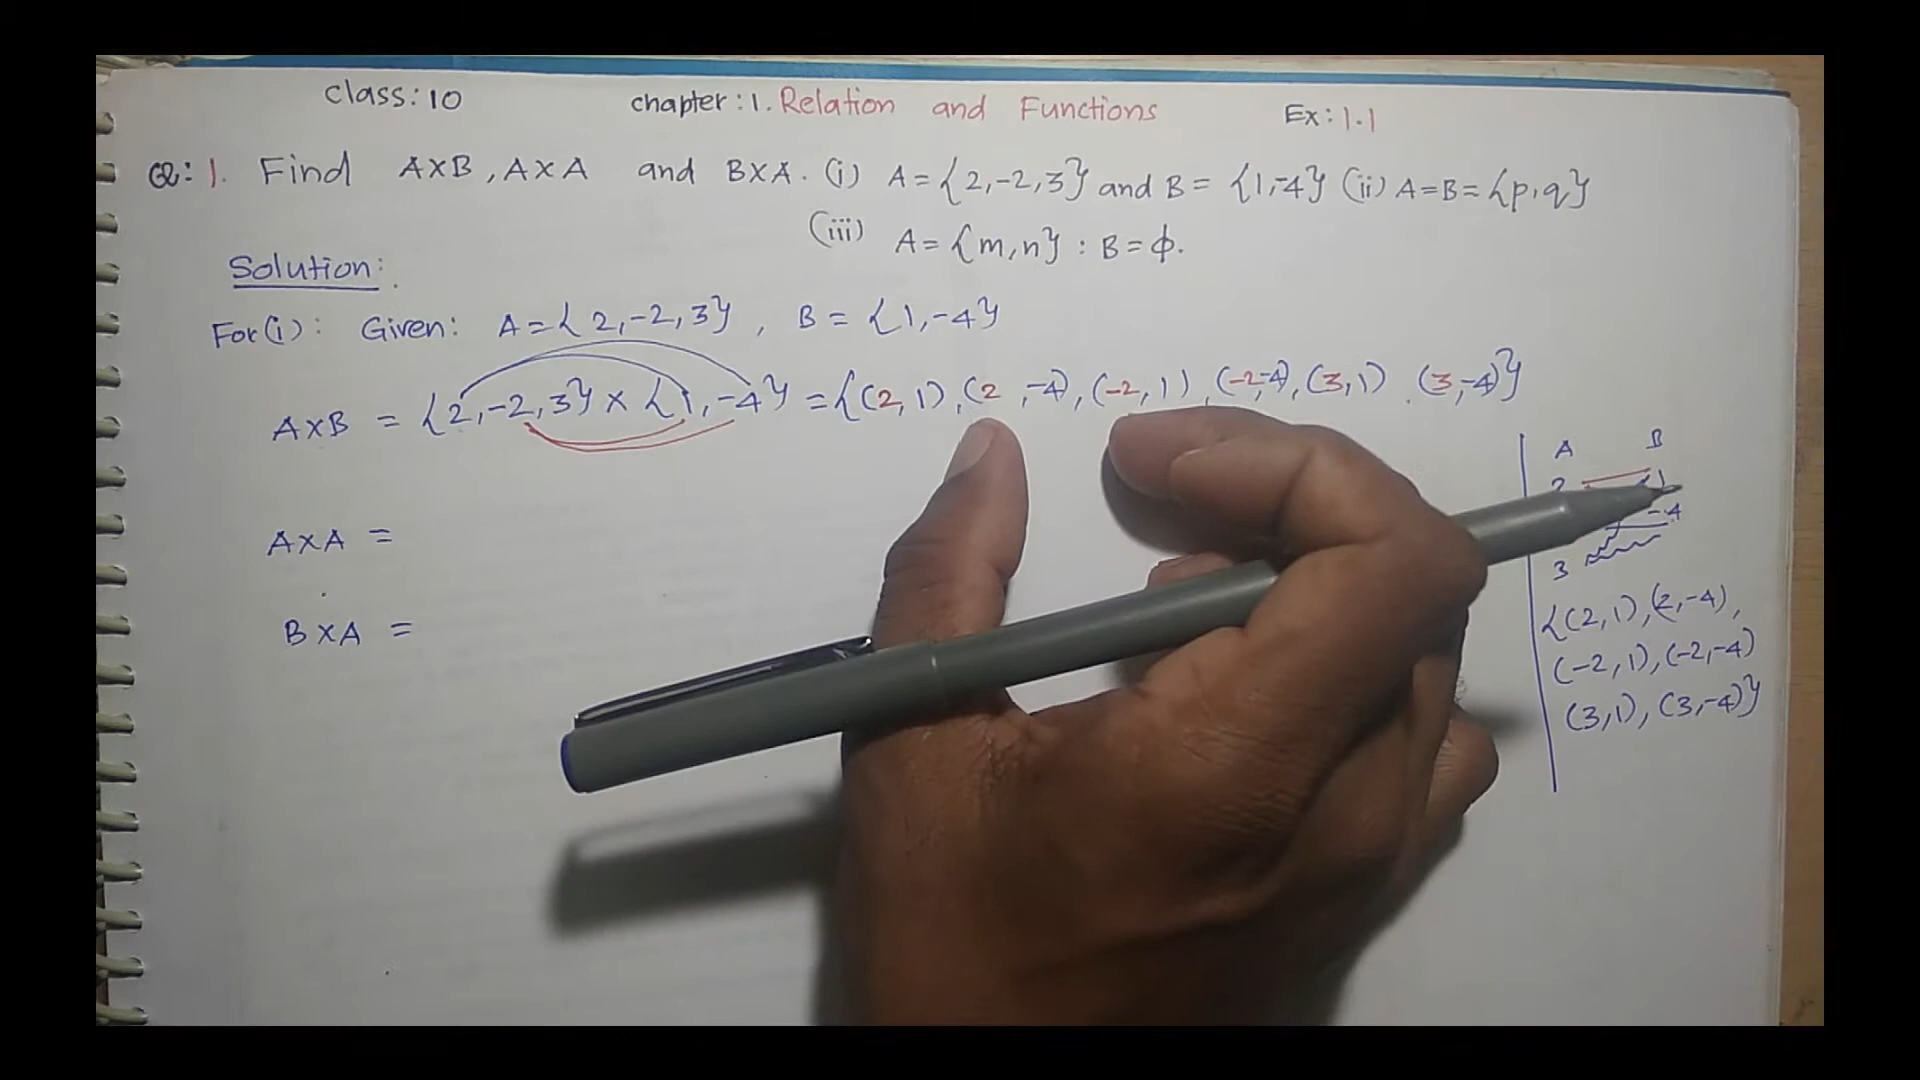 class: 10 chapter: 1. Relation and Functions Ex: 1.1
Q: 1. Find A×B, A×A and B×A. (i) A = {2,-2,3} and B = {1,-4} (ii) A=B={p,q}
(iii) A = {m,n} : B = ϕ.
Solution:
For(i): Given: A={2,-2,3}, B = {1,-4}
A×B = {2,-2,3} × {1,-4} = {(2,1), (2,-4), (-2,1), (-2,-4), (3,1), (3,-4)}
A×A =
B×A =
A B
2 1
-4
3
{(2,1), (2,-4),
(-2,1), (-2,-4)
(3,1), (3,-4)}